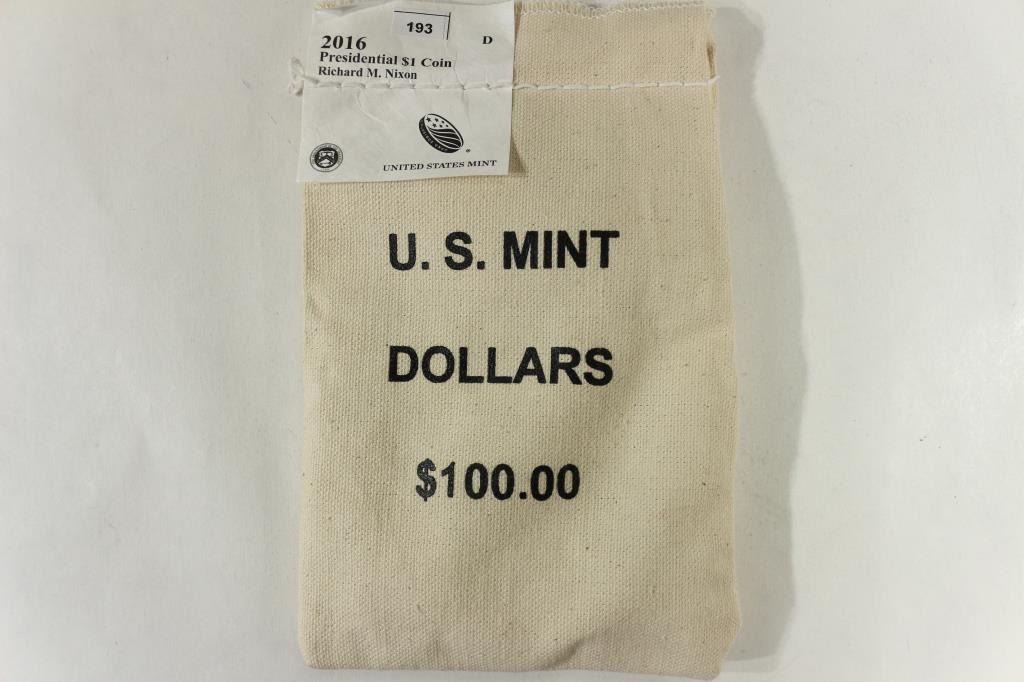 193
2016 D
Presidential $1 Coin
Richard M. Nixon
UNITED STATES MINT
U. S. MINT
DOLLARS
$100.00